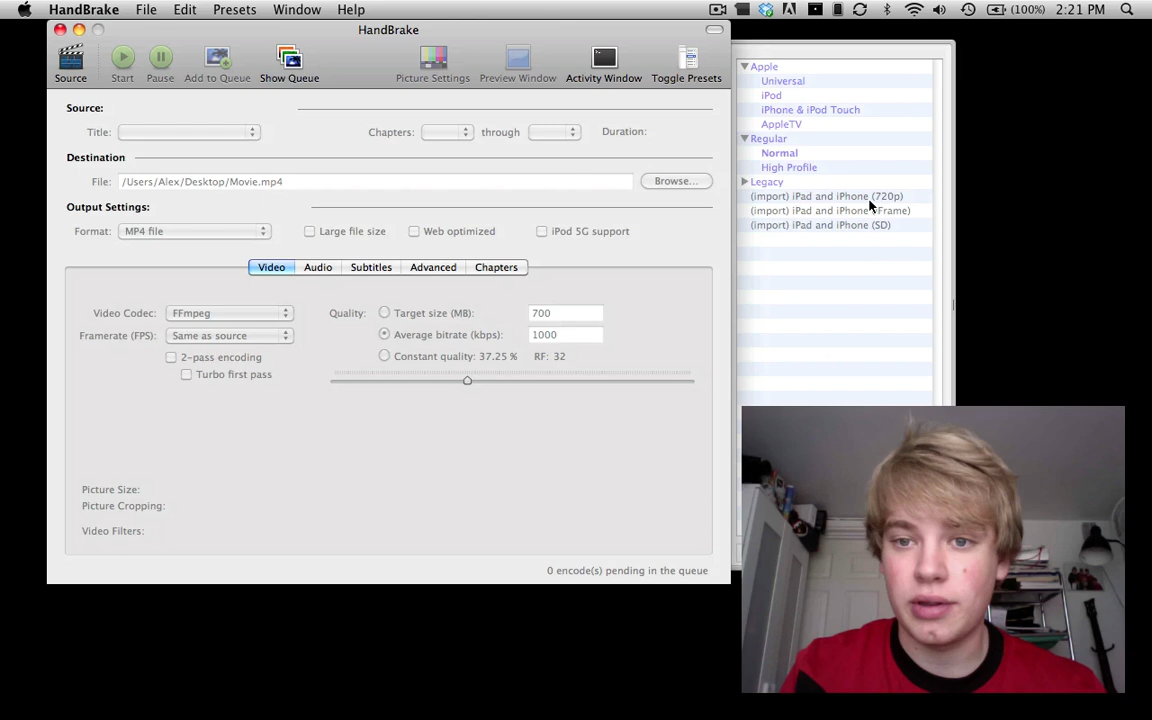 HandBrake File Edit Presets Window Help (100%) 2:21 PM
HandBrake
Source Start Pause Add to Queue Show Queue Picture Settings Preview Window Activity Window Toggle Presets
Source:
Title: Chapters: through Duration:
Destination
File: /Users/Alex/Desktop/Movie.mp4 Browse...
Output Settings:
Format: MP4 file Large file size Web optimized iPod 5G support
Video Audio Subtitles Advanced Chapters
Video Codec: FFmpeg Quality: Target size (MB): 700
Framerate (FPS): Same as source Average bitrate (kbps): 1000
2-pass encoding Constant quality: 37.25 % RF: 32
Turbo first pass
Picture Size:
Picture Cropping:
Video Filters:
0 encode(s) pending in the queue
Apple
Universal
iPod
iPhone & iPod Touch
AppleTV
Regular
Normal
High Profile
Legacy
(import) iPad and iPhone (720p)
(import) iPad and iPhone Frame)
(import) iPad and iPhone (SD)